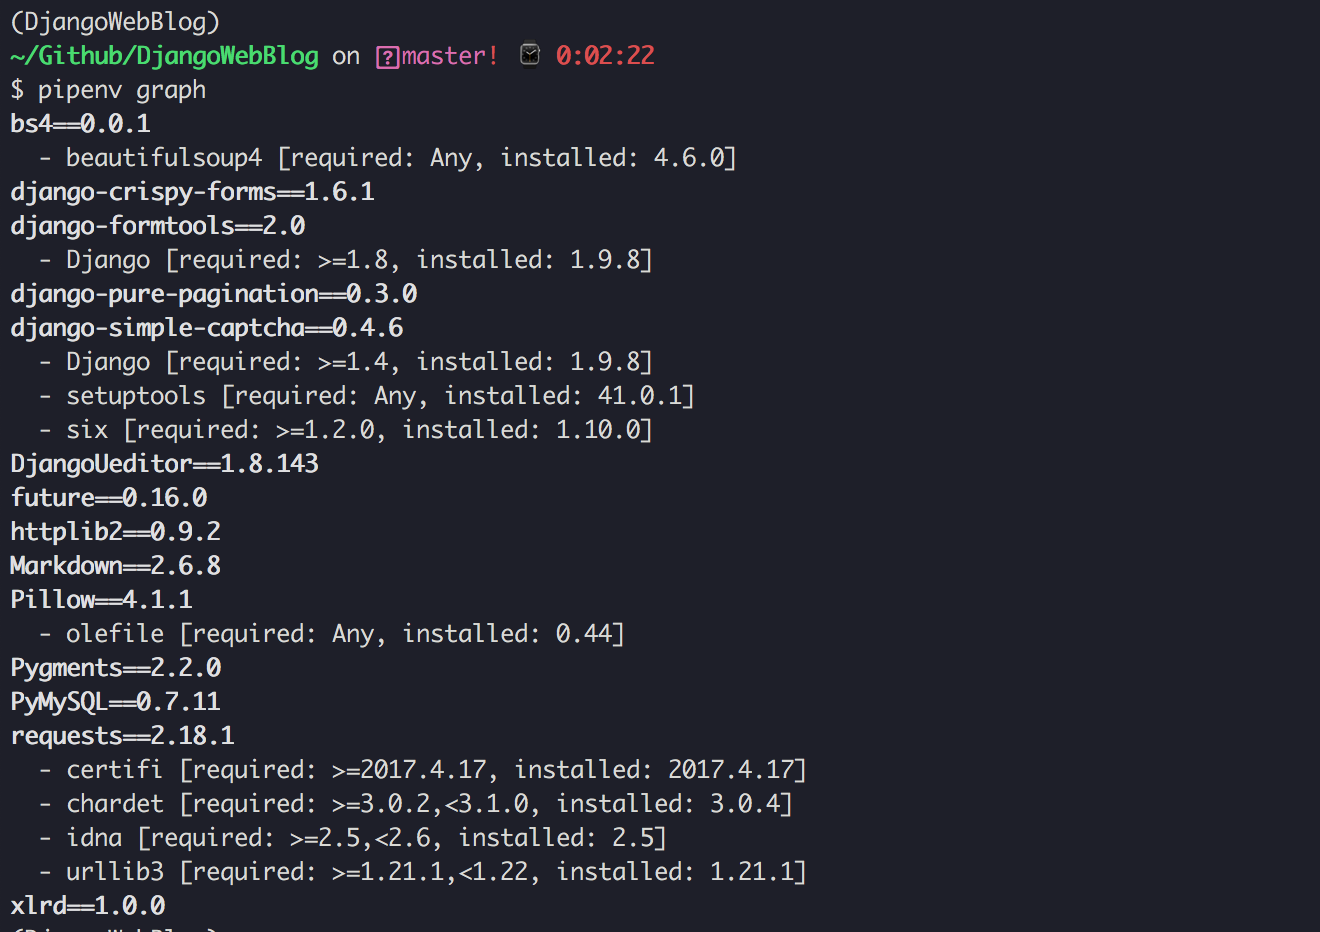 (DjangoWebBlog)
~/Github/DjangoWebBlog on ?master! ⌚ 0:02:22
$ pipenv graph
bs4==0.0.1
  - beautifulsoup4 [required: Any, installed: 4.6.0]
django-crispy-forms==1.6.1
django-formtools==2.0
  - Django [required: >=1.8, installed: 1.9.8]
django-pure-pagination==0.3.0
django-simple-captcha==0.4.6
  - Django [required: >=1.4, installed: 1.9.8]
  - setuptools [required: Any, installed: 41.0.1]
  - six [required: >=1.2.0, installed: 1.10.0]
DjangoUeditor==1.8.143
future==0.16.0
httplib2==0.9.2
Markdown==2.6.8
Pillow==4.1.1
  - olefile [required: Any, installed: 0.44]
Pygments==2.2.0
PyMySQL==0.7.11
requests==2.18.1
  - certifi [required: >=2017.4.17, installed: 2017.4.17]
  - chardet [required: >=3.0.2,<3.1.0, installed: 3.0.4]
  - idna [required: >=2.5,<2.6, installed: 2.5]
  - urllib3 [required: >=1.21.1,<1.22, installed: 1.21.1]
xlrd==1.0.0
(DjangoWebBlog)